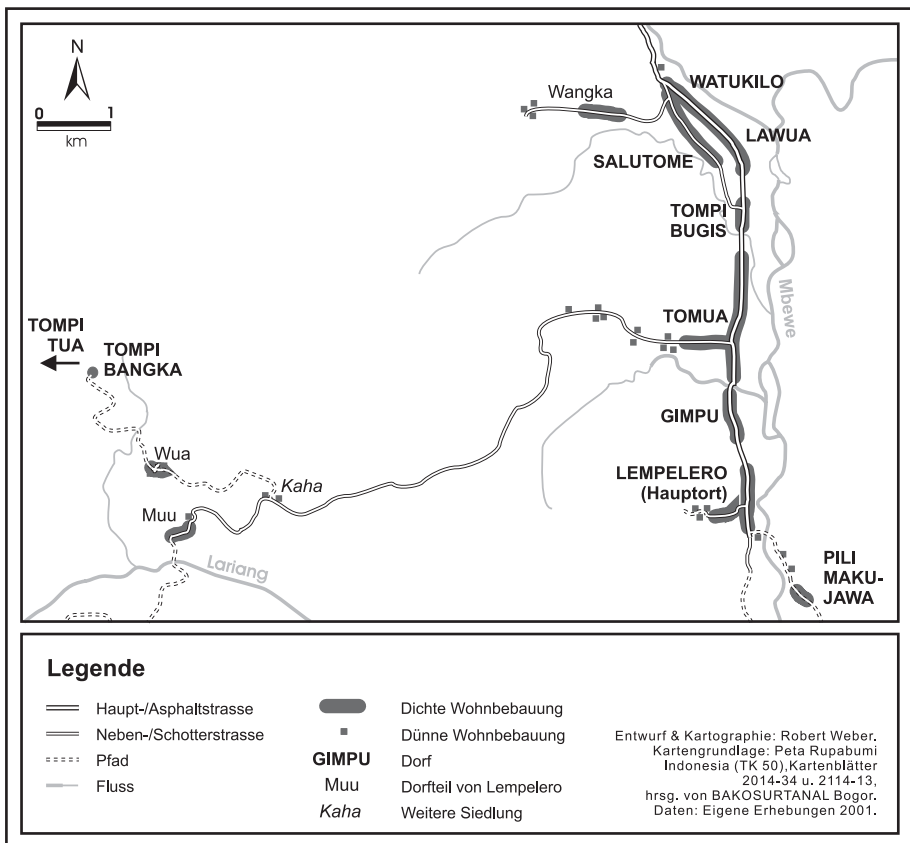 N
0 1
km
Wangka
WATUKILO
LAWUA
SALUTOME
TOMPI
BUGIS
Mbewe
TOMUA
TOMPI
TUA
TOMPI
BANGKA
GIMPU
Wua
Kaha
LEMPELERO
(Hauptort)
Muu
Lariang
PILI
MAKU-
JAWA
Legende
Haupt-/Asphaltstrasse
Neben-/Schotterstrasse
Pfad
Fluss
Dichte Wohnbebauung
Dünne Wohnbebauung
GIMPU Dorf
Muu Dorfteil von Lempelero
Kaha Weitere Siedlung
Entwurf & Kartographie: Robert Weber.
Kartengrundlage: Peta Rupabumi
Indonesia (TK 50),Kartenblätter
2014-34 u. 2114-13,
hrsg. von BAKOSURTANAL Bogor.
Daten: Eigene Erhebungen 2001.